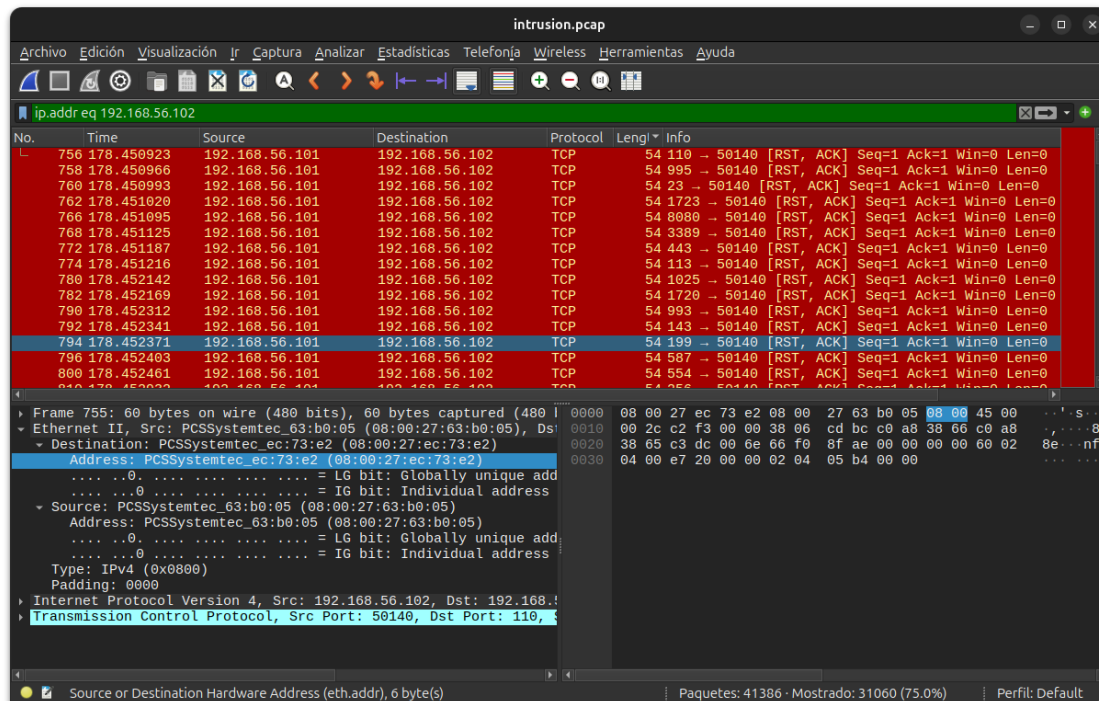 intrusion.pcap
Archivo Edición Visualización Ir Captura Analizar Estadísticas Telefonía Wireless Herramientas Ayuda
ip.addr eq 192.168.56.102
No. Time Source Destination Protocol Lengt Info
756 178.450923 192.168.56.101 192.168.56.102 TCP 54 110 → 50140 [RST, ACK] Seq=1 Ack=1 Win=0 Len=0
758 178.450966 192.168.56.101 192.168.56.102 TCP 54 995 → 50140 [RST, ACK] Seq=1 Ack=1 Win=0 Len=0
760 178.450993 192.168.56.101 192.168.56.102 TCP 54 23 → 50140 [RST, ACK] Seq=1 Ack=1 Win=0 Len=0
762 178.451020 192.168.56.101 192.168.56.102 TCP 54 1723 → 50140 [RST, ACK] Seq=1 Ack=1 Win=0 Len=0
766 178.451095 192.168.56.101 192.168.56.102 TCP 54 8080 → 50140 [RST, ACK] Seq=1 Ack=1 Win=0 Len=0
768 178.451125 192.168.56.101 192.168.56.102 TCP 54 3389 → 50140 [RST, ACK] Seq=1 Ack=1 Win=0 Len=0
772 178.451187 192.168.56.101 192.168.56.102 TCP 54 443 → 50140 [RST, ACK] Seq=1 Ack=1 Win=0 Len=0
774 178.451216 192.168.56.101 192.168.56.102 TCP 54 113 → 50140 [RST, ACK] Seq=1 Ack=1 Win=0 Len=0
780 178.452142 192.168.56.101 192.168.56.102 TCP 54 1025 → 50140 [RST, ACK] Seq=1 Ack=1 Win=0 Len=0
782 178.452169 192.168.56.101 192.168.56.102 TCP 54 1720 → 50140 [RST, ACK] Seq=1 Ack=1 Win=0 Len=0
790 178.452312 192.168.56.101 192.168.56.102 TCP 54 993 → 50140 [RST, ACK] Seq=1 Ack=1 Win=0 Len=0
792 178.452341 192.168.56.101 192.168.56.102 TCP 54 143 → 50140 [RST, ACK] Seq=1 Ack=1 Win=0 Len=0
794 178.452371 192.168.56.101 192.168.56.102 TCP 54 199 → 50140 [RST, ACK] Seq=1 Ack=1 Win=0 Len=0
796 178.452403 192.168.56.101 192.168.56.102 TCP 54 587 → 50140 [RST, ACK] Seq=1 Ack=1 Win=0 Len=0
800 178.452461 192.168.56.101 192.168.56.102 TCP 54 554 → 50140 [RST, ACK] Seq=1 Ack=1 Win=0 Len=0
Frame 755: 60 bytes on wire (480 bits), 60 bytes captured (480
Ethernet II, Src: PCSSystemtec_63:b0:05 (08:00:27:63:b0:05), Dst
Destination: PCSSystemtec_ec:73:e2 (08:00:27:ec:73:e2)
Address: PCSSystemtec_ec:73:e2 (08:00:27:ec:73:e2)
.... ..0. .... .... .... .... = LG bit: Globally unique add
.... ...0 .... .... .... .... = IG bit: Individual address
Source: PCSSystemtec_63:b0:05 (08:00:27:63:b0:05)
Address: PCSSystemtec_63:b0:05 (08:00:27:63:b0:05)
.... ..0. .... .... .... .... = LG bit: Globally unique add
.... ...0 .... .... .... .... = IG bit: Individual address
Type: IPv4 (0x0800)
Padding: 0000
Internet Protocol Version 4, Src: 192.168.56.102, Dst: 192.168.5
Transmission Control Protocol, Src Port: 50140, Dst Port: 110, S
0000 08 00 27 ec 73 e2 08 00 27 63 b0 05 08 00 45 00 ··'·s·
0010 00 2c c2 f3 00 00 38 06 cd bc c0 a8 38 66 c0 a8 ·,····8
0020 38 65 c3 dc 00 6e 66 f0 8f ae 00 00 00 00 60 02 8e···nf
0030 04 00 e7 20 00 00 02 04 05 b4 00 00 ··· ···
Source or Destination Hardware Address (eth.addr), 6 byte(s) Paquetes: 41386 · Mostrado: 31060 (75.0%) Perfil: Default